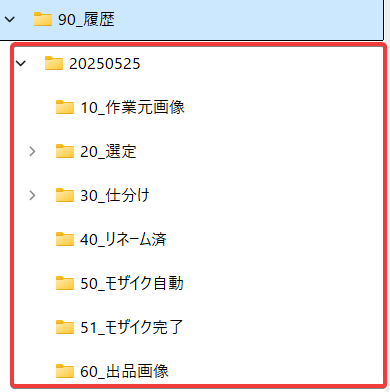 90_履歴
20250525
10_作業元画像
20_選定
30_仕分け
40_リネーム済
50_モザイク自動
51_モザイク完了
60_出品画像